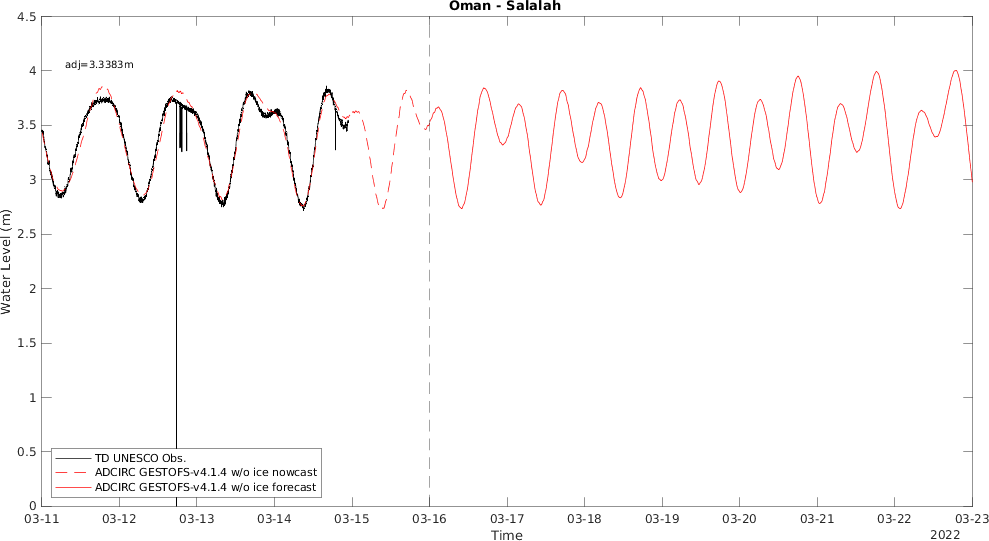 Oman - Salalah
4.5
4
3.5
3
2.5
2
1.5
1
0.5
0
Water Level (m)
adj=3.3383m
TD UNESCO Obs.
ADCIRC GESTOFS-v4.1.4 w/o ice nowcast
ADCIRC GESTOFS-v4.1.4 w/o ice forecast
03-11 03-12 03-13 03-14 03-15 03-16 03-17 03-18 03-19 03-20 03-21 03-22 03-23
Time
2022